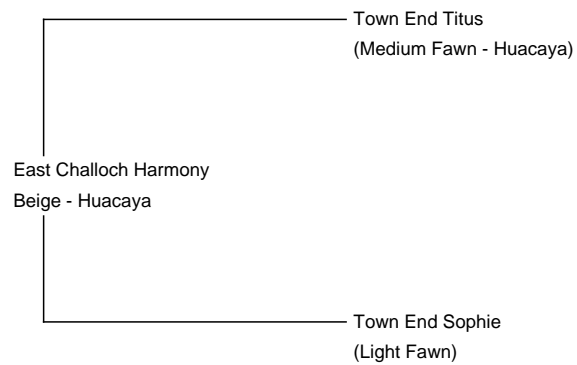 Town End Titus
(Medium Fawn - Huacaya)
East Challoch Harmony
Beige - Huacaya
Town End Sophie
(Light Fawn)